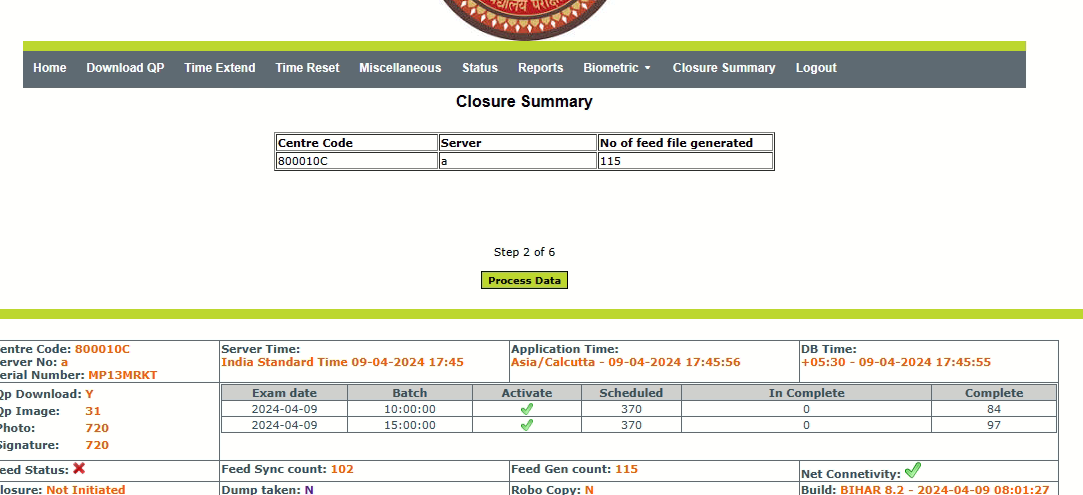 Home Download QP Time Extend Time Reset Miscellaneous Status Reports Biometric Closure Summary Logout
Closure Summary
Centre Code Server No of feed file generated
800010C a 115
Step 2 of 6
Process Data
entre Code: 800010C Server Time: Application Time: DB Time:
erver No: a India Standard Time 09-04-2024 17:45 Asia/Calcutta - 09-04-2024 17:45:56 +05:30 - 09-04-2024 17:45:55
erial Number: MP13MRKT
Qp Download: Y Exam date Batch Activate Scheduled In Complete Complete
Qp Image: 31 2024-04-09 10:00:00 370 0 84
Photo: 720 2024-04-09 15:00:00 370 0 97
Signature: 720
eed Status: Feed Sync count: 102 Feed Gen count: 115 Net Connetivity:
losure: Not Initiated Dump taken: N Robo Copy: N Build: BIHAR 8.2 - 2024-04-09 08:01:27